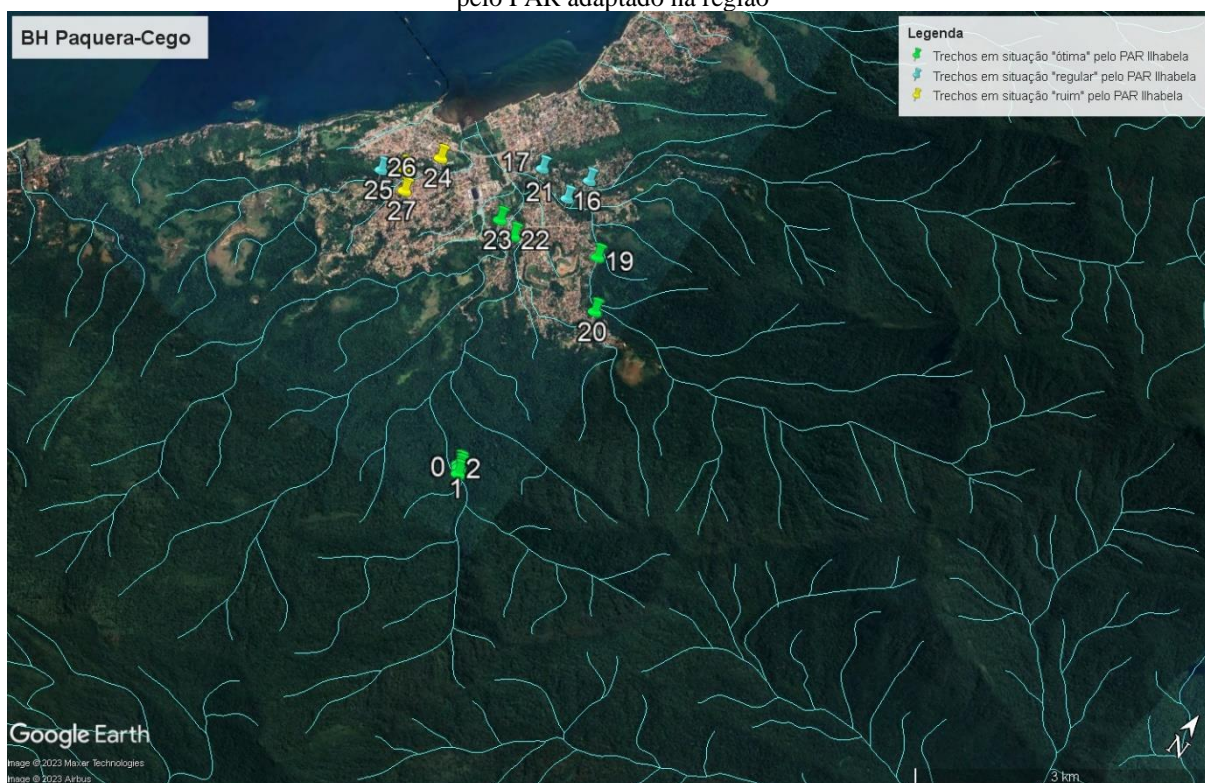 pelo PAR adaptado na região
BH Paquera-Cego
Legenda
Trechos em situação "ótima" pelo PAR Ilhabela
Trechos em situação "regular" pelo PAR Ilhabela
Trechos em situação "ruim" pelo PAR Ilhabela
26
24
17
25
21
16
27
23
22
19
20
0
2
1
Google Earth
Image © 2023 Maxar Technologies
Image © 2023 Airbus
3 km
N